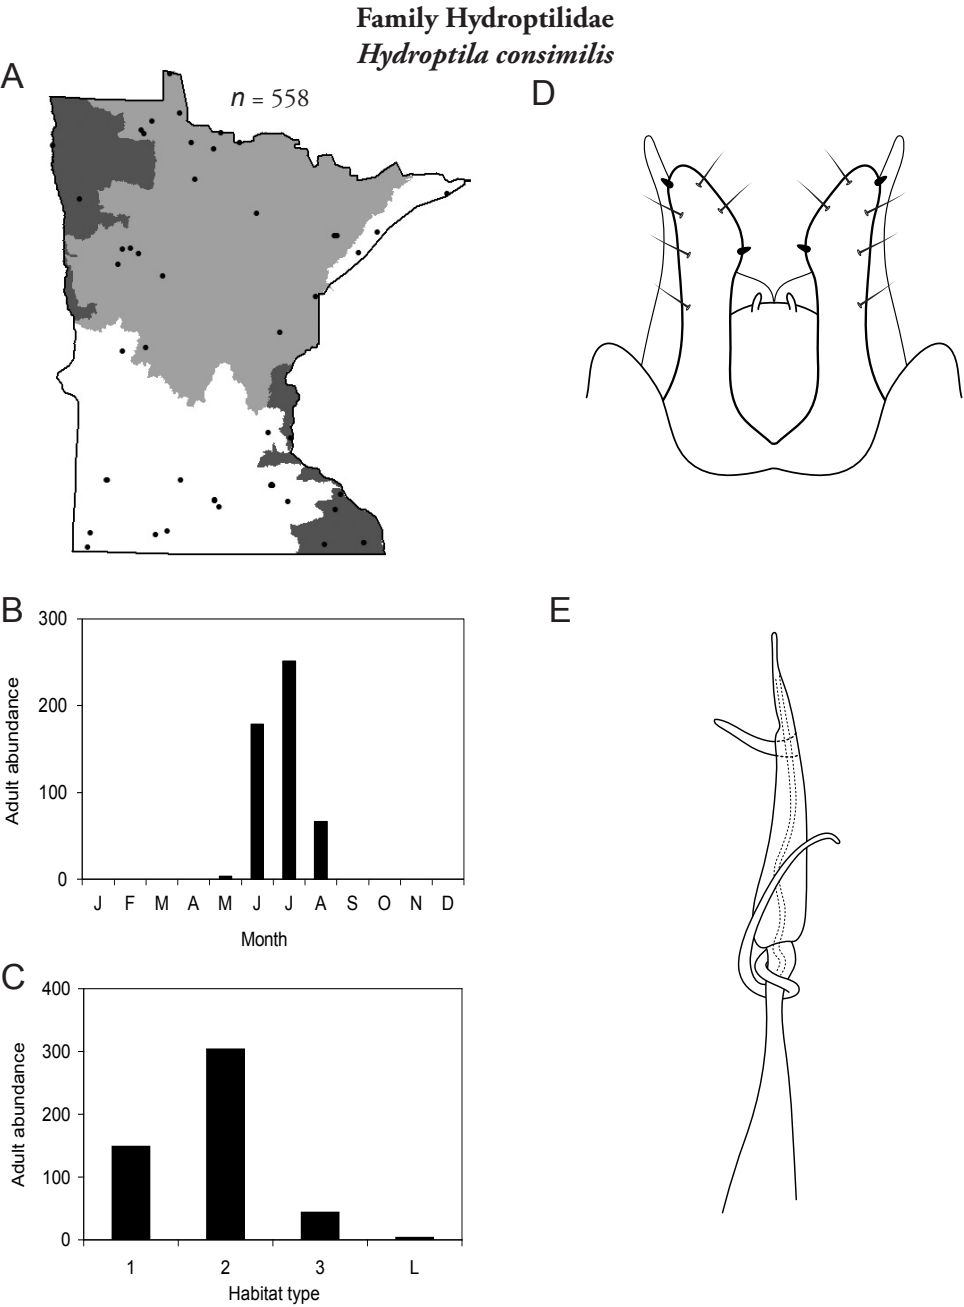 Family Hydroptilidae
Hydroptila consimilis
A
n = 558
D
B
300
200
100
0
Adult abundance
J F M A M J J A S O N D
Month
E
C
400
300
200
100
0
Adult abundance
1 2 3 L
Habitat type